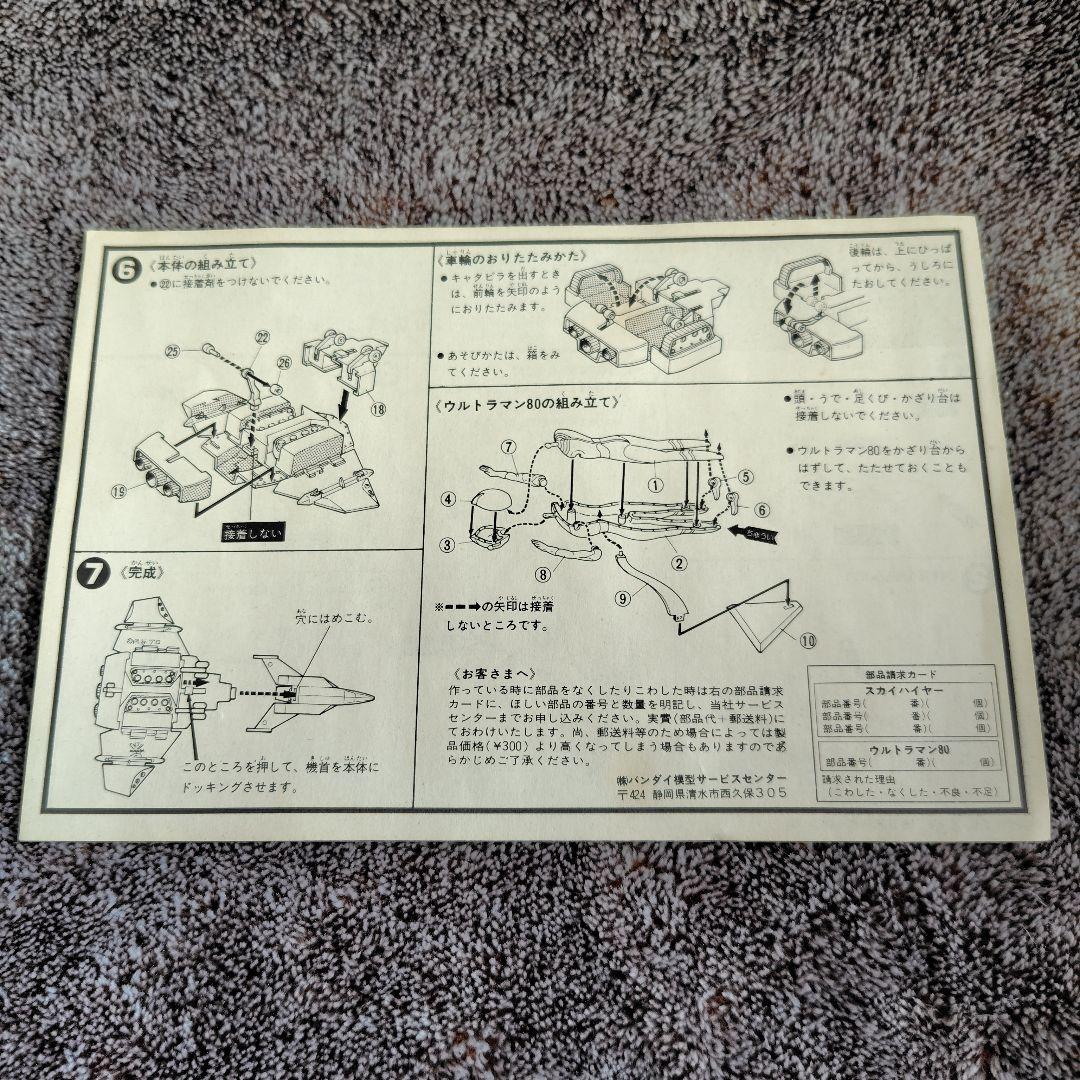 6 《本体の組み立て》
●㉒に接着剤をつけないでください。
㉕
㉒
㉖
⑱
⑲
接着しない
7 《完成》
穴にはめこむ。
このところを押して、機首を本体に
ドッキングさせます。
《車輪のおりたたみかた》
●キャタピラを出すとき
は、前輪を矢印のよう
におりたたみます。
●あそびかたは、箱をみ
てください。
後輪は、上にひっぱ
ってから、うしろに
たおしてください。
《ウルトラマン80の組み立て》
●頭・うで・足くび・かざり台は
接着しないでください。
●ウルトラマン80をかざり台から
はずして、たたせておくことも
できます。
⑦
①
⑤
④
⑥
③
ちゅうい
②
⑧
⑨
⑩
※の矢印は接着
しないところです。
《お客さまへ》
作っている時に部品をなくしたりこわした時は右の部品請求
カードに、ほしい部品の番号と数量を明記し、当社サービス
センターまでお申し込みください。実費(部品代+郵送料)に
ておわけいたします。尚、郵送料等のため場合によっては製
品価格(¥300)より高くなってしまう場合もありますのであ
らかじめご了承ください。
㈱バンダイ模型サービスセンター
〒424 静岡県清水市西久保305
部品請求カード
スカイハイヤー
部品番号( 番)( 個)
部品番号( 番)( 個)
部品番号( 番)( 個)
ウルトラマン80
部品番号( 番)( 個)
請求された理由
(こわした・なくした・不良・不足)